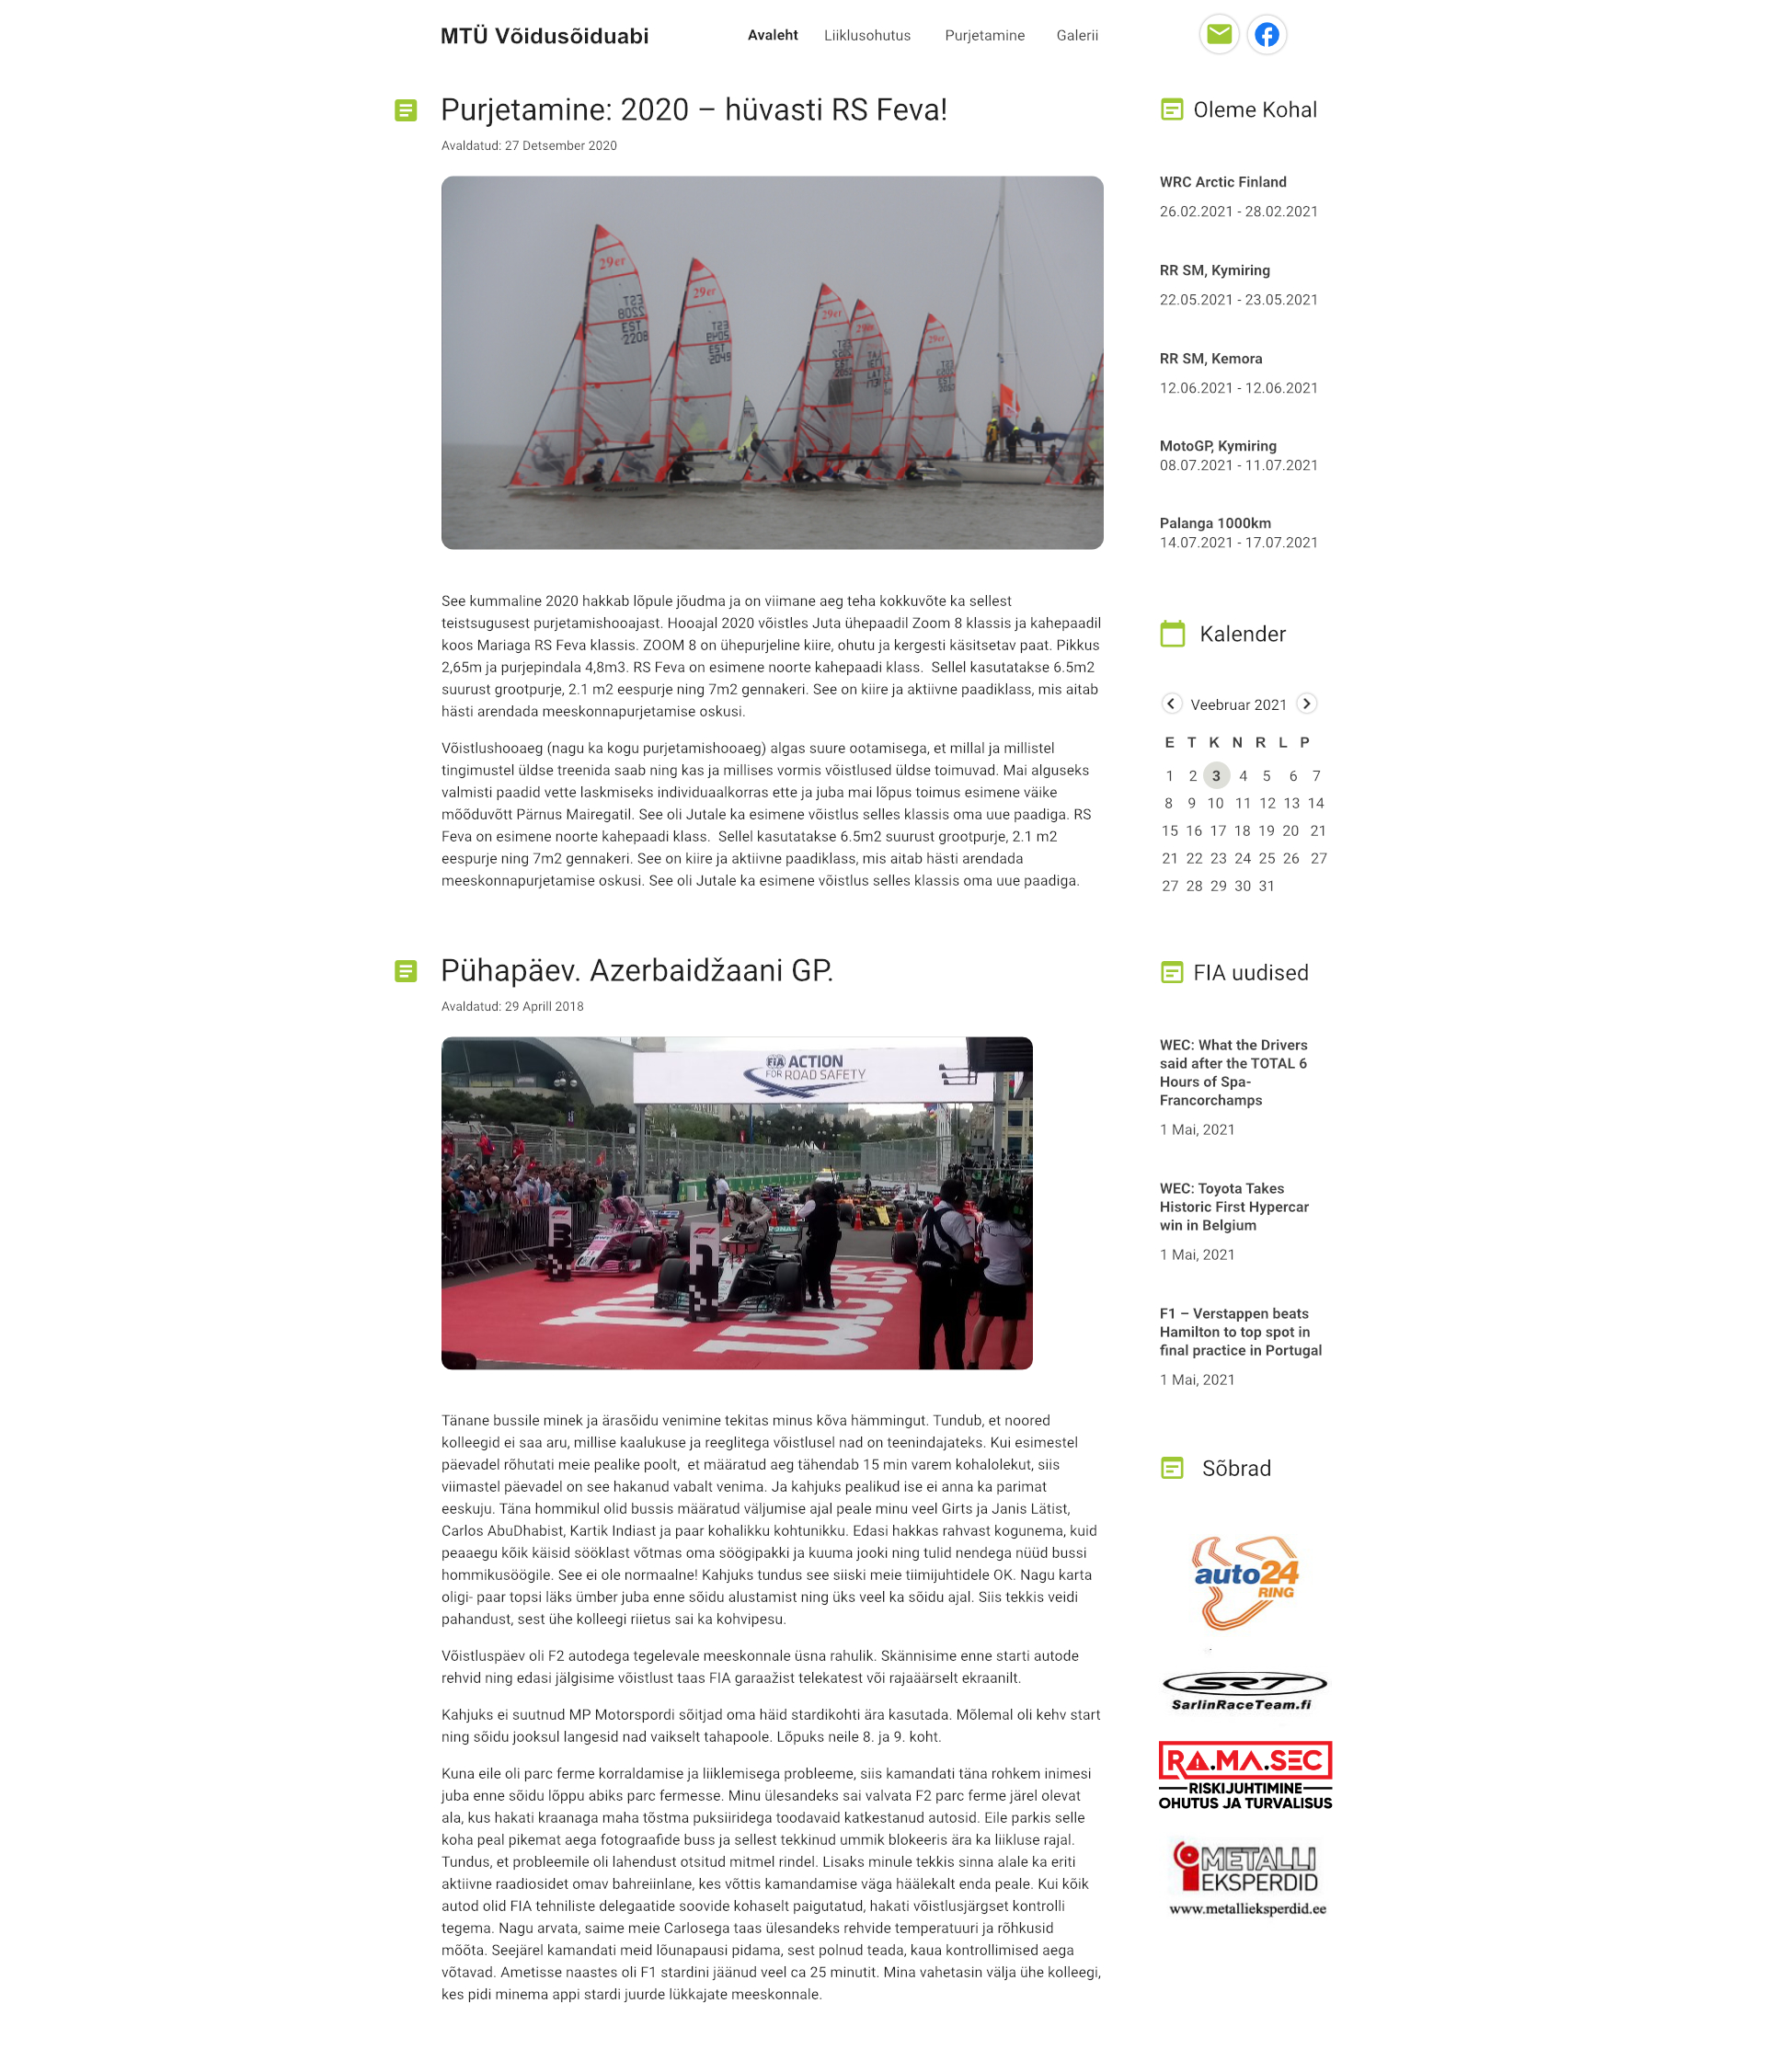 MTÜ Võidusõiduabi
Avaleht
Liiklusohutus
Purjetamine
Galerii
Purjetamine: 2020 – hüvasti RS Feva!
Avaldatud: 27 Detsember 2020
29er
EST
2208
29er
29er
29er
29er
See kummaline 2020 hakkab lõpule jõudma ja on viimane aeg teha kokkuvõte ka sellest
teistsugusest purjetamishooajast. Hooajal 2020 võistles Juta ühepaadil Zoom 8 klassis ja kahepaadil
koos Mariaga RS Feva klassis. ZOOM 8 on ühepurjeline kiire, ohutu ja kergesti käsitsetav paat. Pikkus
2,65m ja purjepindala 4,8m3. RS Feva on esimene noorte kahepaadi klass.  Sellel kasutatakse 6.5m2
suurust grootpurje, 2.1 m2 eespurje ning 7m2 gennakeri. See on kiire ja aktiivne paadiklass, mis aitab
hästi arendada meeskonnapurjetamise oskusi.
Võistlushooaeg (nagu ka kogu purjetamishooaeg) algas suure ootamisega, et millal ja millistel
tingimustel üldse treenida saab ning kas ja millises vormis võistlused üldse toimuvad. Mai alguseks
valmisti paadid vette laskmiseks individuaalkorras ette ja juba mai lõpus toimus esimene väike
mõõduvõtt Pärnus Mairegatil. See oli Jutale ka esimene võistlus selles klassis oma uue paadiga. RS
Feva on esimene noorte kahepaadi klass.  Sellel kasutatakse 6.5m2 suurust grootpurje, 2.1 m2
eespurje ning 7m2 gennakeri. See on kiire ja aktiivne paadiklass, mis aitab hästi arendada
meeskonnapurjetamise oskusi. See oli Jutale ka esimene võistlus selles klassis oma uue paadiga.
Pühapäev. Azerbaidžaani GP.
Avaldatud: 29 Aprill 2018
FIA ACTION
FOR ROAD SAFETY
Tänane bussile minek ja ärasõidu venimine tekitas minus kõva hämmingut. Tundub, et noored
kolleegid ei saa aru, millise kaalukuse ja reeglitega võistlusel nad on teenindajateks. Kui esimestel
päevadel rõhutati meie pealike poolt,  et määratud aeg tähendab 15 min varem kohalolekut, siis
viimastel päevadel on see hakanud vabalt venima. Ja kahjuks pealikud ise ei anna ka parimat
eeskuju. Täna hommikul olid bussis määratud väljumise ajal peale minu veel Girts ja Janis Lätist,
Carlos AbuDhabist, Kartik Indiast ja paar kohalikku kohtunikku. Edasi hakkas rahvast kogunema, kuid
peaaegu kõik käisid sööklast võtmas oma söögipakki ja kuuma jooki ning tulid nendega nüüd bussi
hommikusöögile. See ei ole normaalne! Kahjuks tundus see siiski meie tiimijuhtidele OK. Nagu karta
oligi- paar topsi läks ümber juba enne sõidu alustamist ning üks veel ka sõidu ajal. Siis tekkis veidi
pahandust, sest ühe kolleegi riietus sai ka kohvipesu.
Võistluspäev oli F2 autodega tegelevale meeskonnale üsna rahulik. Skännisime enne starti autode
rehvid ning edasi jälgisime võistlust taas FIA garaažist telekatest või rajaäärselt ekraanilt.
Kahjuks ei suutnud MP Motorspordi sõitjad oma häid stardikohti ära kasutada. Mõlemal oli kehv start
ning sõidu jooksul langesid nad vaikselt tahapoole. Lõpuks neile 8. ja 9. koht.
Kuna eile oli parc ferme korraldamise ja liiklemisega probleeme, siis kamandati täna rohkem inimesi
juba enne sõidu lõppu abiks parc fermesse. Minu ülesandeks sai valvata F2 parc ferme järel olevat
ala, kus hakati kraanaga maha tõstma puksiiridega toodavaid katkestanud autosid. Eile parkis selle
koha peal pikemat aega fotograafide buss ja sellest tekkinud ummik blokeeris ära ka liikluse rajal.
Tundus, et probleemile oli lahendust otsitud mitmel rindel. Lisaks minule tekkis sinna alale ka eriti
aktiivne raadiosidet omav bahreiinlane, kes võttis kamandamise väga häälekalt enda peale. Kui kõik
autod olid FIA tehniliste delegaatide soovide kohaselt paigutatud, hakati võistlusjärgset kontrolli
tegema. Nagu arvata, saime meie Carlosega taas ülesandeks rehvide temperatuuri ja rõhkusid
mõõta. Seejärel kamandati meid lõunapausi pidama, sest polnud teada, kaua kontrollimised aega
võtavad. Ametisse naastes oli F1 stardini jäänud veel ca 25 minutit. Mina vahetasin välja ühe kolleegi,
kes pidi minema appi stardi juurde lükkajate meeskonnale.
Oleme Kohal
WRC Arctic Finland
26.02.2021 - 28.02.2021
RR SM, Kymiring
22.05.2021 - 23.05.2021
RR SM, Kemora
12.06.2021 - 12.06.2021
MotoGP, Kymiring
08.07.2021 - 11.07.2021
Palanga 1000km
14.07.2021 - 17.07.2021
Kalender
Veebruar 2021
E T K N R L P
1 2 3 4 5 6 7
8 9 10 11 12 13 14
15 16 17 18 19 20 21
21 22 23 24 25 26 27
27 28 29 30 31
FIA uudised
WEC: What the Drivers
said after the TOTAL 6
Hours of Spa-
Francorchamps
1 Mai, 2021
WEC: Toyota Takes
Historic First Hypercar
win in Belgium
1 Mai, 2021
F1 – Verstappen beats
Hamilton to top spot in
final practice in Portugal
1 Mai, 2021
Sõbrad
auto24
RING
SRT
SarlinRaceTeam.fi
RA.MA.SEC
RISKIJUHTIMINE
OHUTUS JA TURVALISUS
METALLI
EKSPERDID
www.metallieksperdid.ee